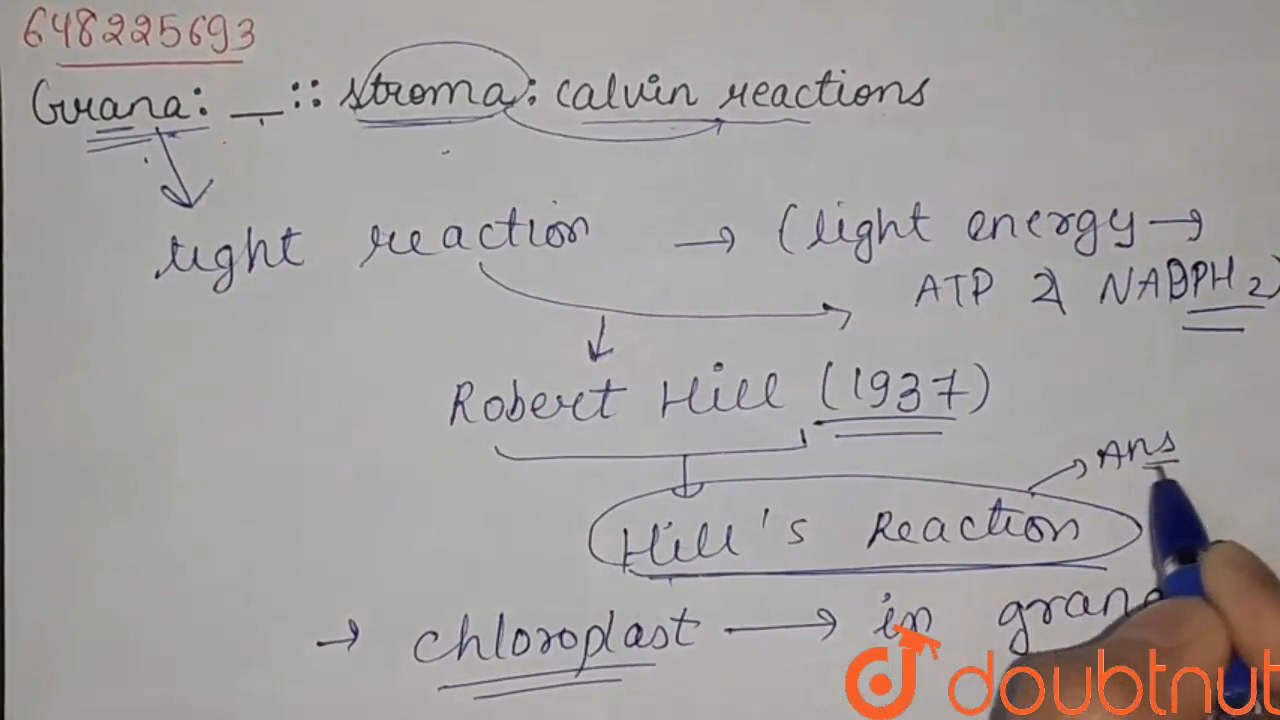 648225693
Grana: __ :: stroma: calvin reactions
light reaction → (light energy →
ATP & NADPH2)
Robert Hill (1937)
Ans
Hill's Reaction
→ chloroplast → in grana
doubtnut